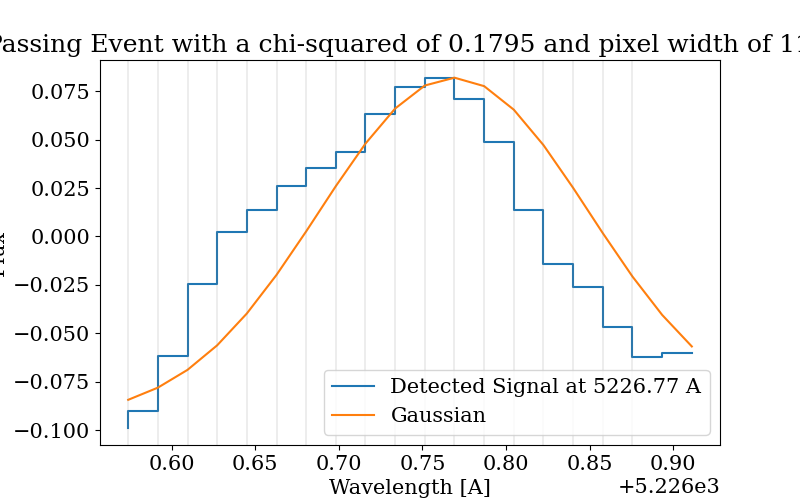 Passing Event with a chi-squared of 0.1795 and pixel width of 11
0.075
0.050
0.025
0.000
−0.025
−0.050
−0.075
−0.100
Detected Signal at 5226.77 A
Gaussian
0.60 0.65 0.70 0.75 0.80 0.85 0.90
+5.226e3
Wavelength [A]